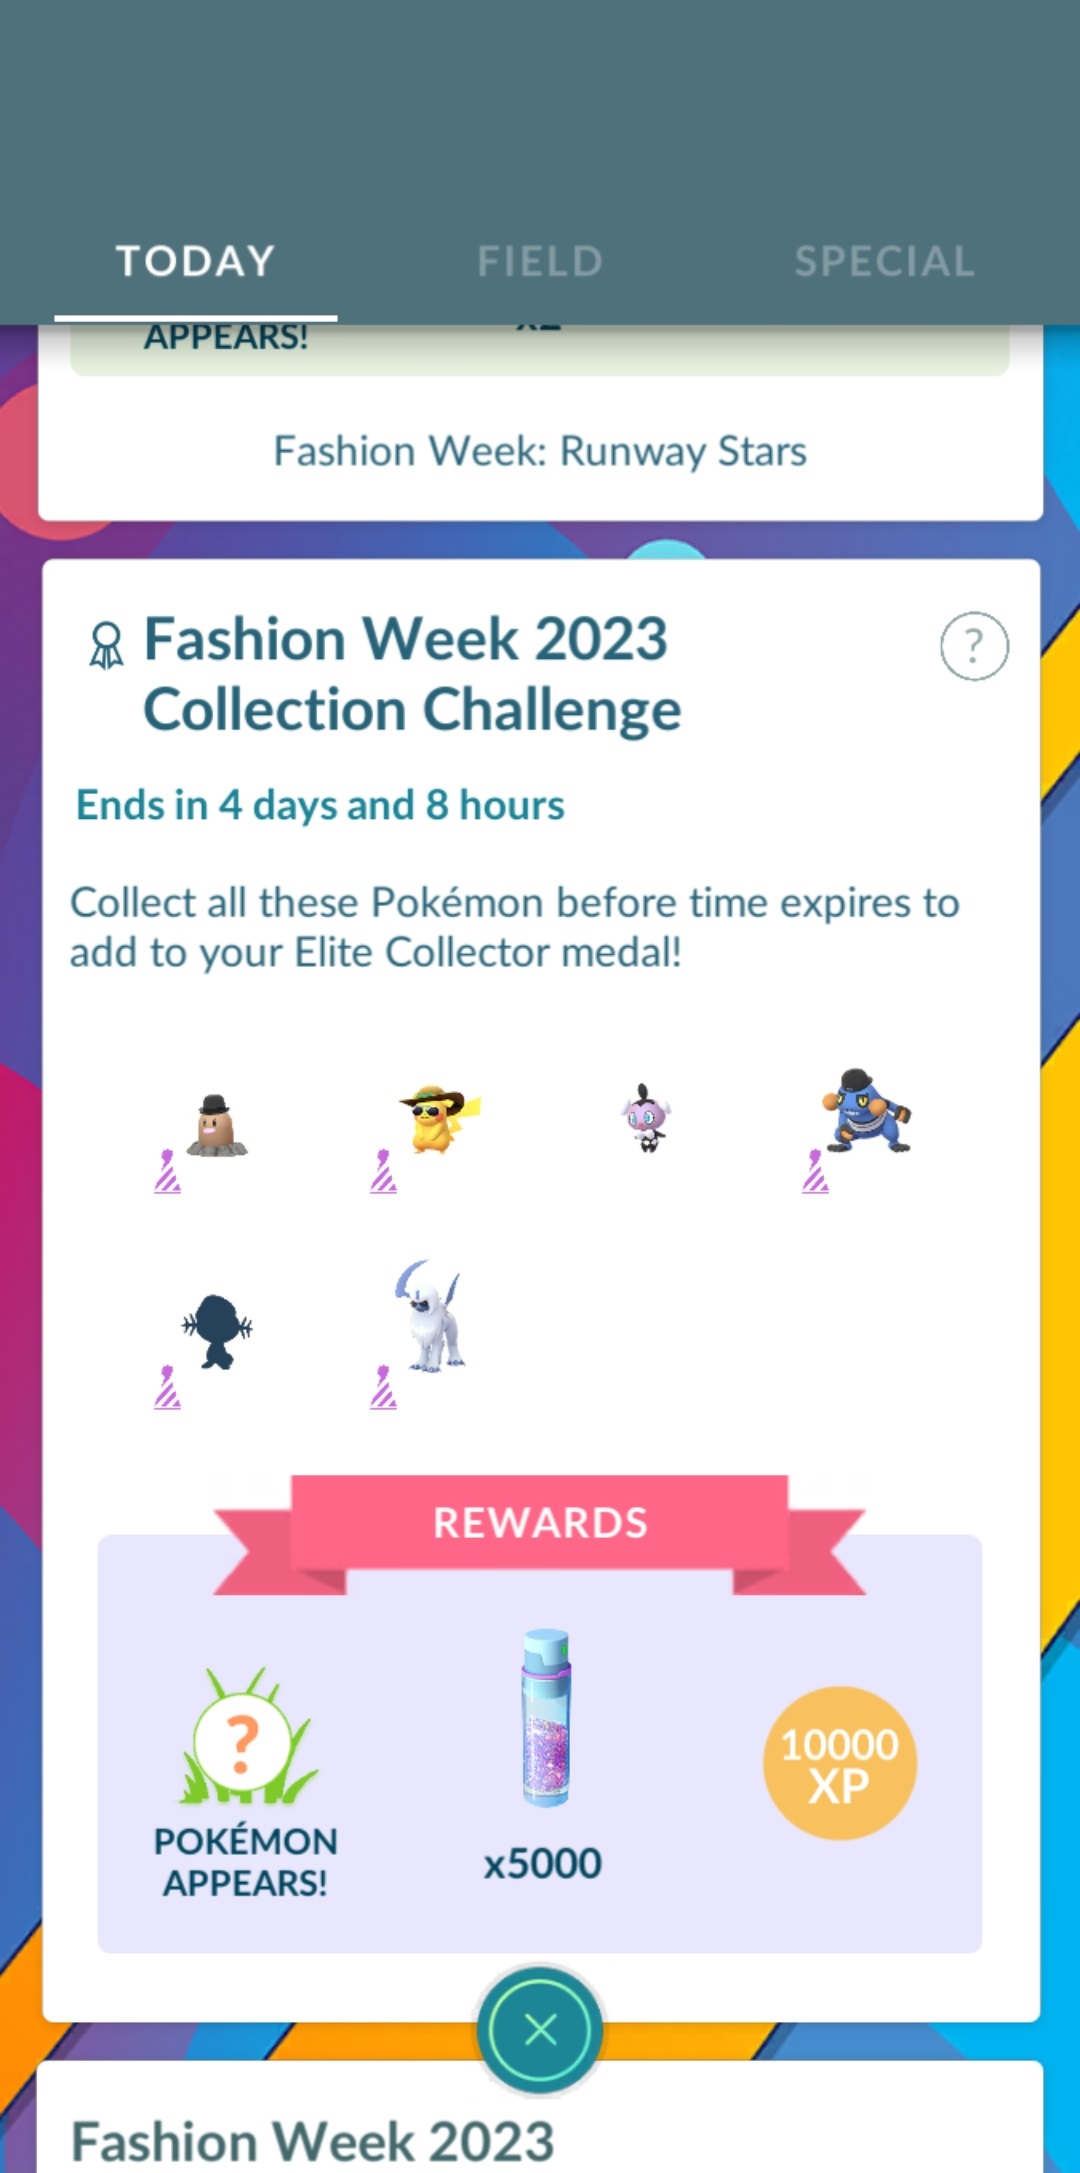 TODAY
FIELD
SPECIAL
APPEARS!
x2
Fashion Week: Runway Stars
Fashion Week 2023
Collection Challenge
?
Ends in 4 days and 8 hours
Collect all these Pokémon before time expires to
add to your Elite Collector medal!
REWARDS
?
POKÉMON
APPEARS!
x5000
10000
XP
Fashion Week 2023